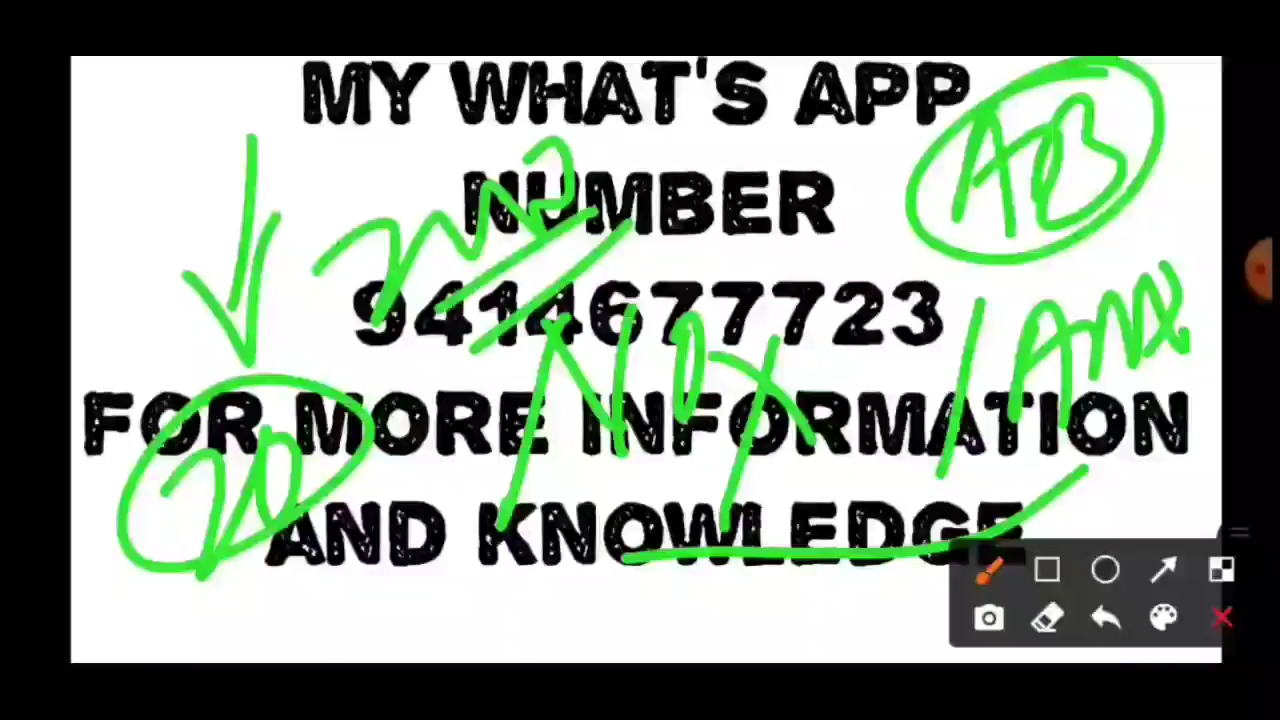 MY WHAT'S APP
NUMBER
9414677723
FOR MORE INFORMATION
AND KNOWLEDGE